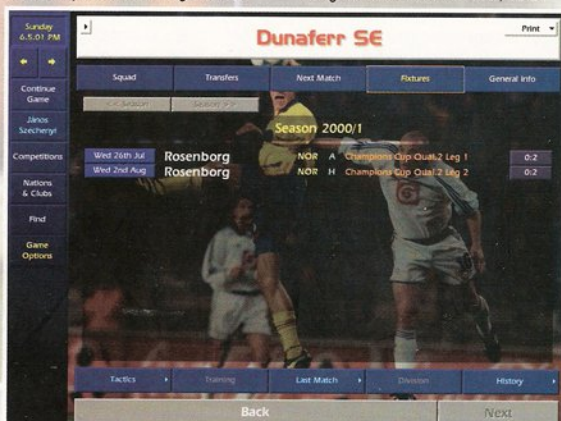 Sunday
6.5.01 PM
Dunaferr SE
Print
Squad
Transfers
Next Match
Fixtures
General Info
Continue
Game
<< Season
Season >>
János
Széchenyi
Season 2000/1
Competitions
Wed 26th Jul Rosenborg NOR A Champions Cup Qual.2 Leg 1 0:2
Wed 2nd Aug Rosenborg NOR H Champions Cup Qual.2 Leg 2 0:2
Nations
& Clubs
Find
Game
Options
Tactics
Training
Last Match
Division
History
Back
Next